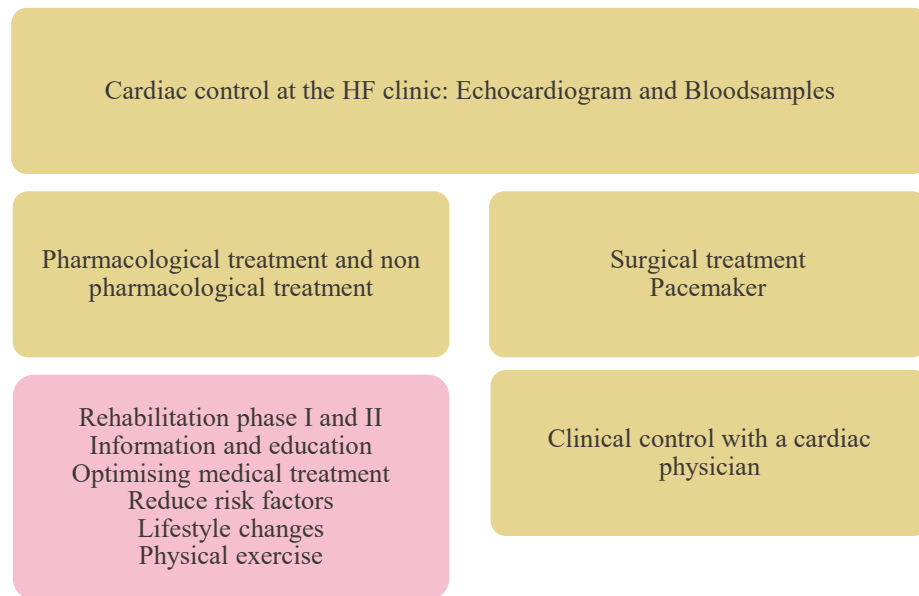 Cardiac control at the HF clinic: Echocardiogram and Bloodsamples
Pharmacological treatment and non
pharmacological treatment
Surgical treatment
Pacemaker
Rehabilitation phase I and II
Information and education
Optimising medical treatment
Reduce risk factors
Lifestyle changes
Physical exercise
Clinical control with a cardiac
physician